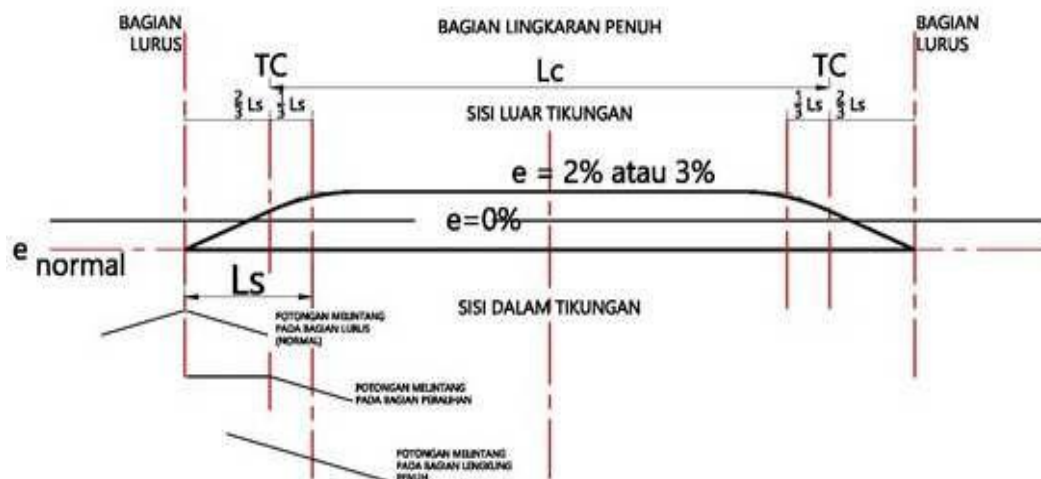 BAGIAN
LURUS
BAGIAN LINGKARAN PENUH
BAGIAN
LURUS
TC
Lc
TC
2/3 Ls
1/3 Ls
1/3 Ls
2/3 Ls
SISI LUAR TIKUNGAN
e = 2% atau 3%
e=0%
e normal
Ls
SISI DALAM TIKUNGAN
POTONGAN MELINTANG
PADA BAGIAN LURUS
(NORMAL)
POTONGAN MELINTANG
PADA BAGIAN PERALIHAN
POTONGAN MELINTANG
PADA BAGIAN LENGKUNG
PENUH